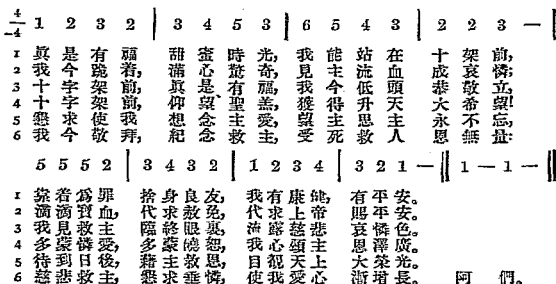 4/4 1 2 3 2 | 3 4 5 3 | 6 5 4 3 | 2 2 3 — |
1 眞是有福 甜蜜時光, 我能站在 十架前,
2 我今跪着, 滿心驚奇, 見主流血 成哀憐;
3 十字架前, 眞是有福, 我今低頭 恭敬立
4 十字架前, 仰望聖善, 獲得升天 大希望!
5 懇求使我 想念主愛, 望主思主 永不忘,
6 我今敬拜, 紀念救主, 受死救人 恩無量:
5 5 5 2 | 3 4 3 2 | 1 2 3 4 | 3 2 1 — ‖ 1 — 1 — ‖
1 靠着爲罪 捨身良友, 我有康健, 有平安。
2 滴滴寶血, 代求赦免, 代求上帝 賜平安。
3 我見救主 臨終眼裏, 流露慈悲 哀憐色。
4 多蒙憐愛, 多蒙饒恕, 我心頌主 恩澤廣。
5 待到日後, 藉主救恩, 目覩天上 大榮光。
6 慈悲救主, 懇求垂憐, 使我愛心 漸增長。 阿 們。